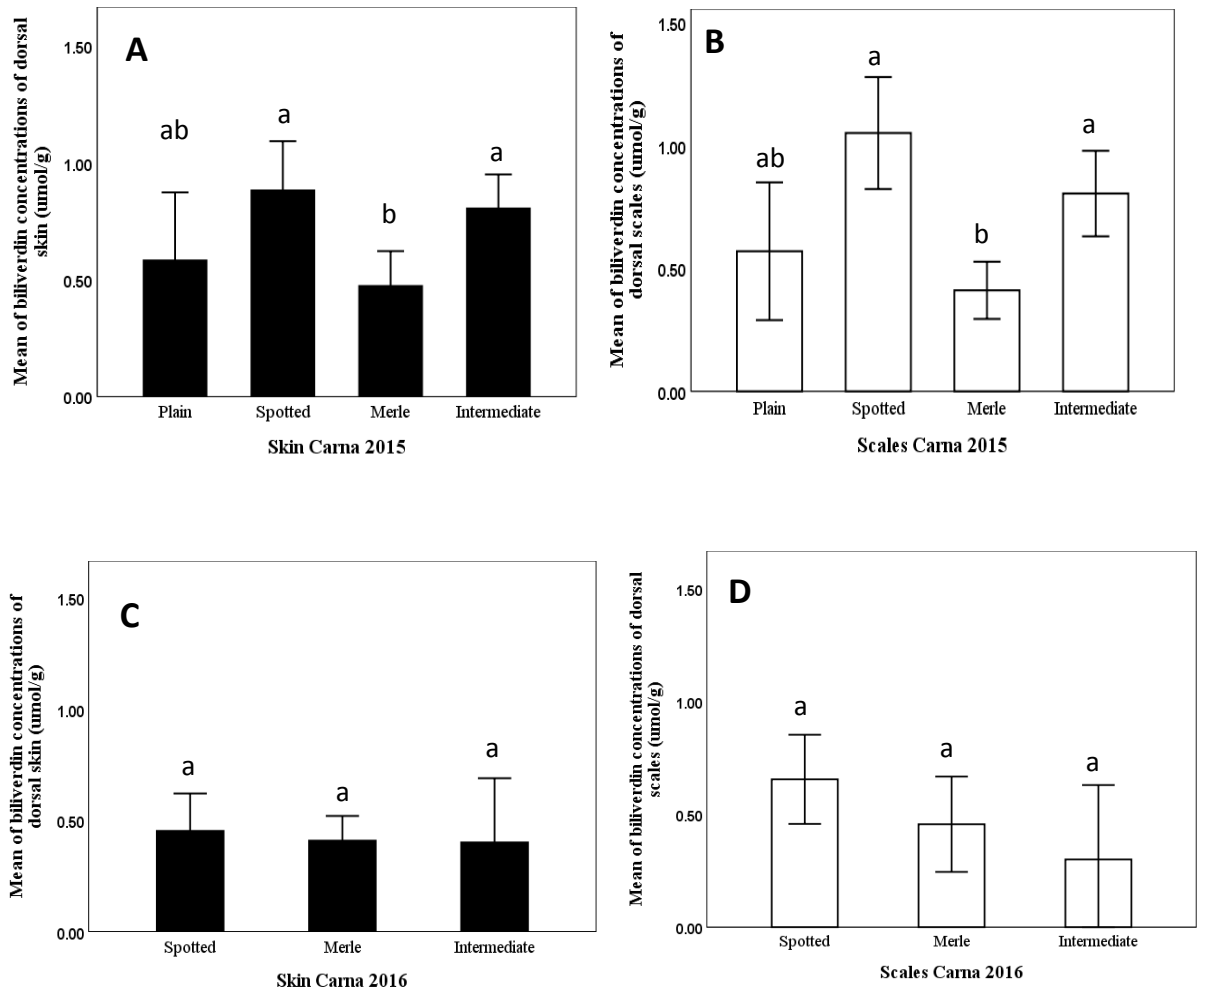 A
Mean of biliverdin concentrations of dorsal
skin (umol/g)
1.50
1.00
0.50
0.00
ab
a
b
a
Plain
Spotted
Merle
Intermediate
Skin Carna 2015
B
Mean of biliverdin concentrations of
dorsal scales (umol/g)
1.50
1.00
0.50
0.00
ab
a
b
a
Plain
Spotted
Merle
Intermediate
Scales Carna 2015
C
Mean of biliverdin concentrations of
dorsal skin (umol/g)
1.50
1.00
0.50
0.00
a
a
a
Spotted
Merle
Intermediate
Skin Carna 2016
D
Mean of biliverdin concentrations of dorsal
scales (umol/g)
1.50
1.00
0.50
0.00
a
a
a
Spotted
Merle
Intermediate
Scales Carna 2016